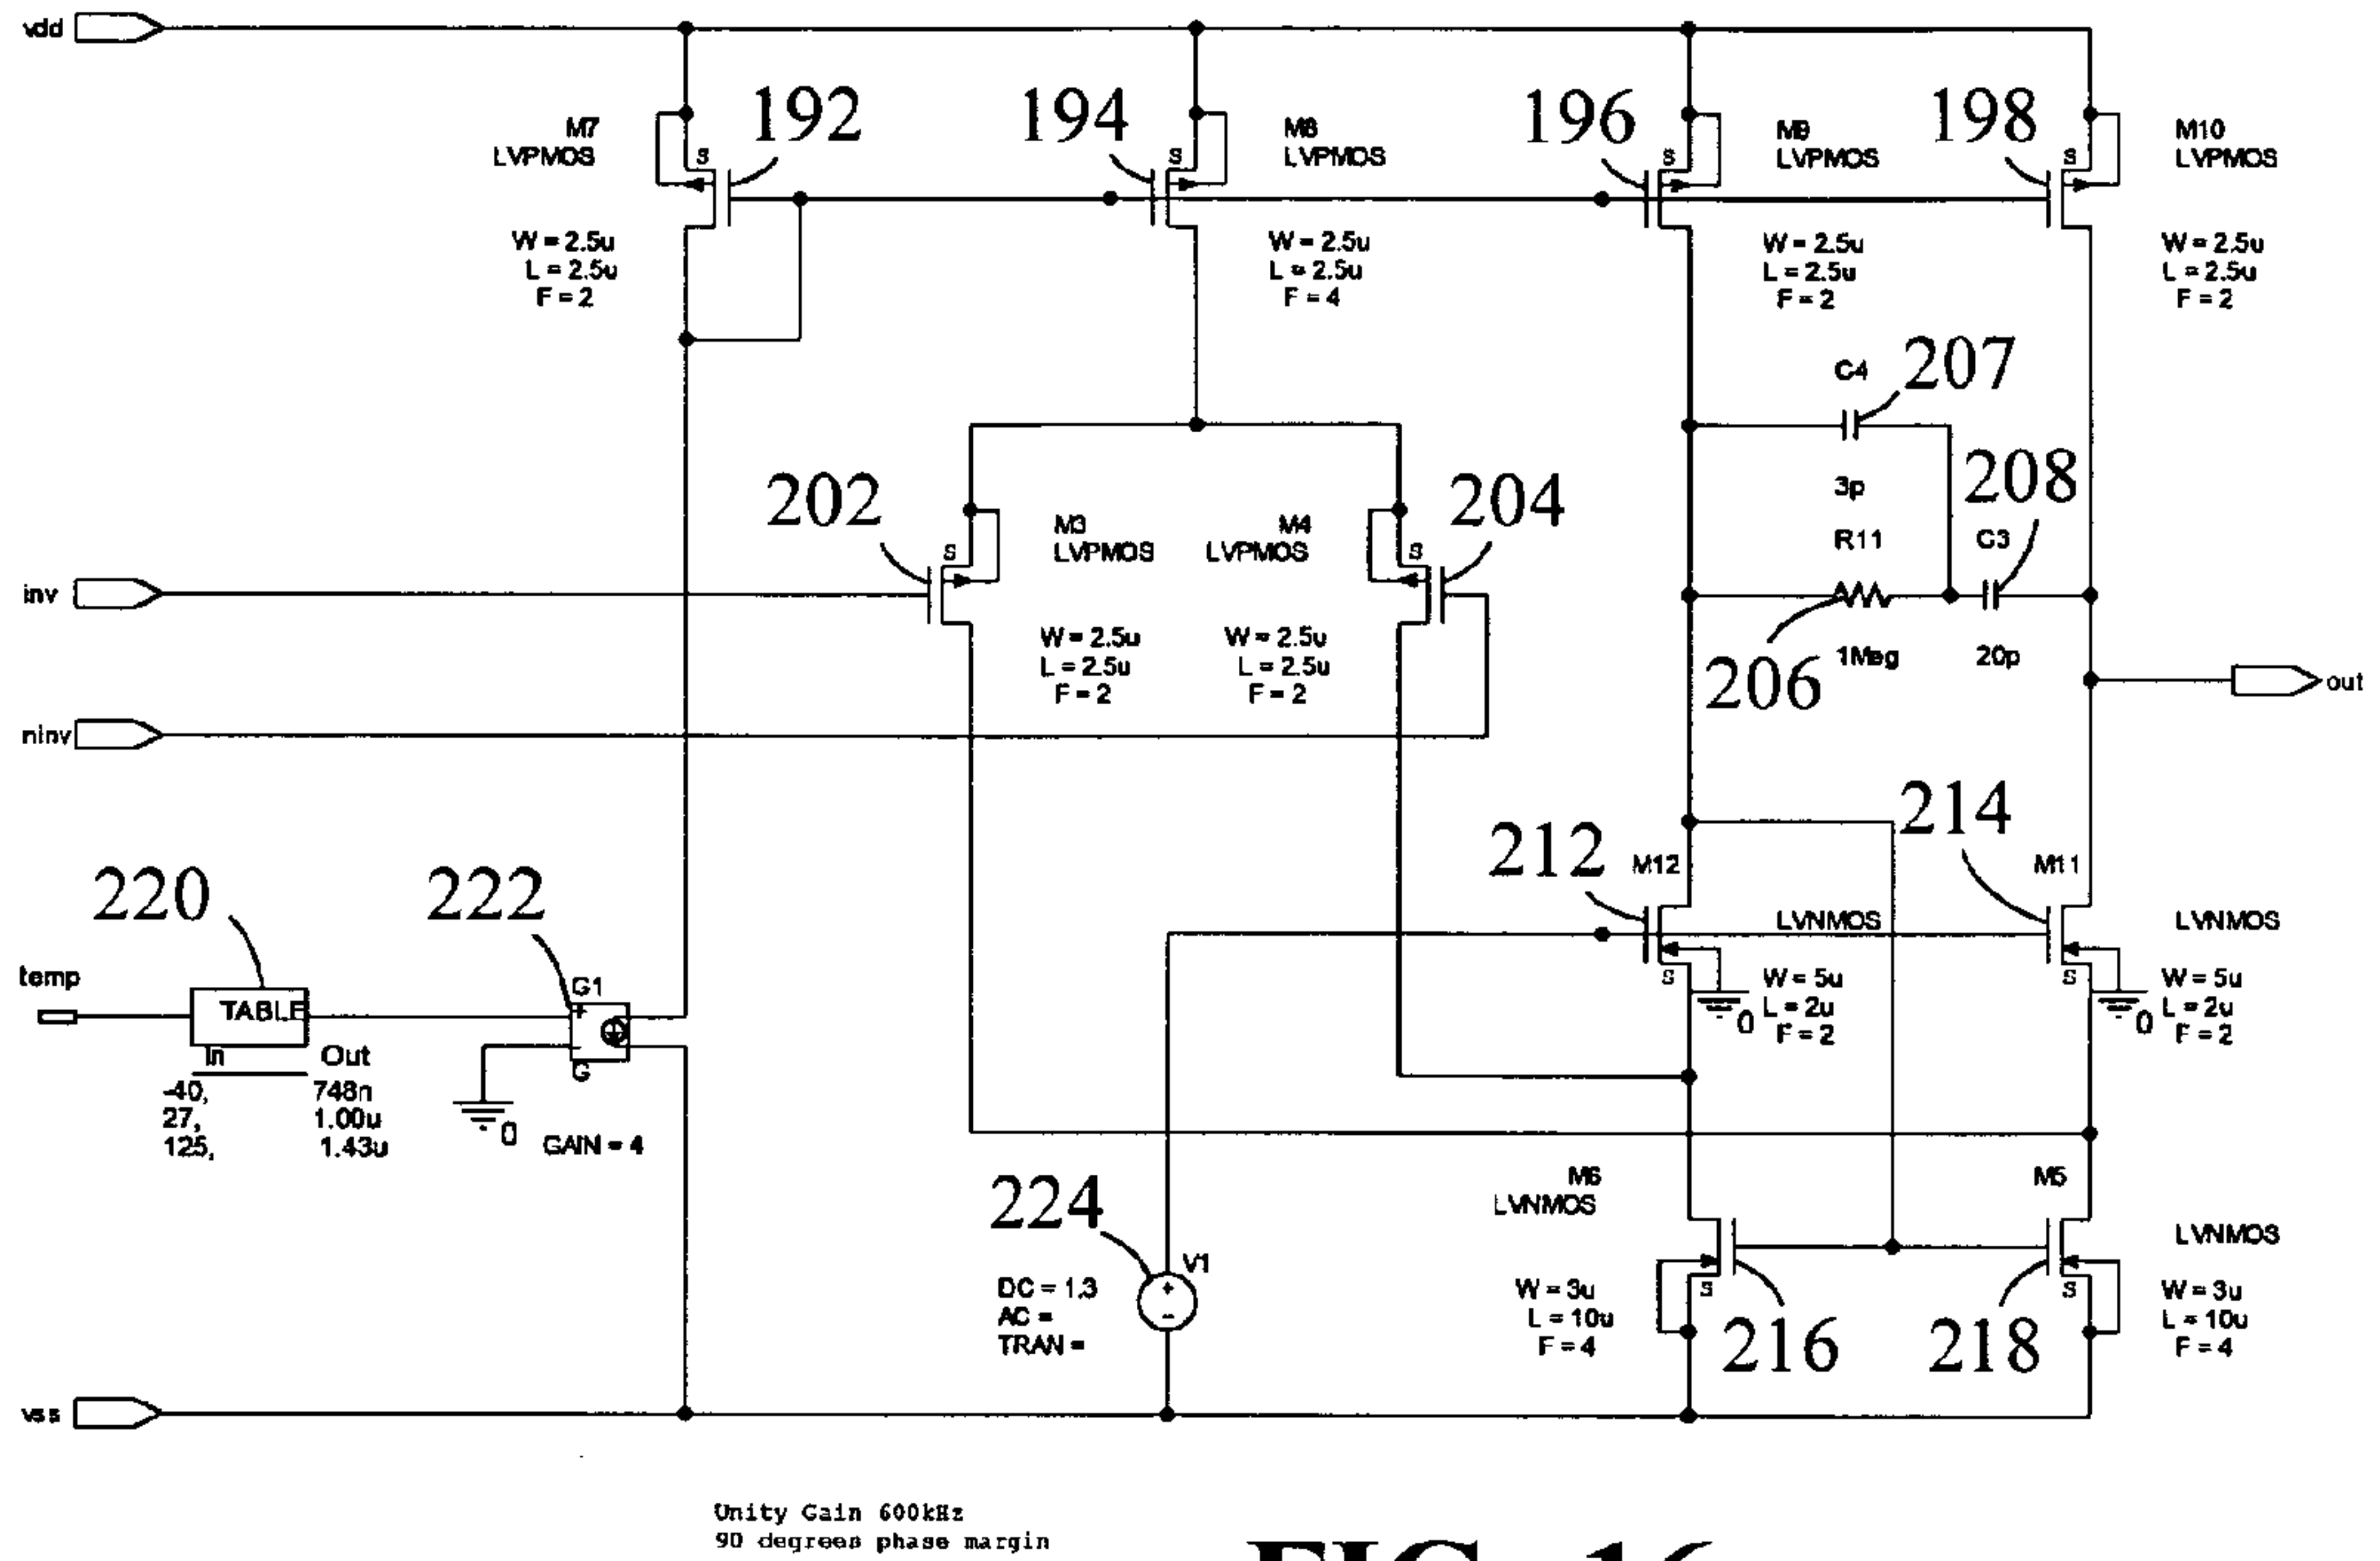 vdd
M7
LVPMOS
192
S
W = 2.5u
L = 2.5u
F = 2
194
M8
LVPMOS
S
W = 2.5u
L = 2.5u
F = 4
196
M9
LVPMOS
S
W = 2.5u
L = 2.5u
F = 2
198
M10
LVPMOS
S
W = 2.5u
L = 2.5u
F = 2
C4
207
3p
208
R11
C3
206
1Meg
20p
out
inv
202
S
M3
LVPMOS
W = 2.5u
L = 2.5u
F = 2
M4
LVPMOS
204
S
W = 2.5u
L = 2.5u
F = 2
ninv
212
M12
LVNMOS
S
0
W = 5u
L = 2u
F = 2
214
M11
LVNMOS
S
0
W = 5u
L = 2u
F = 2
220
222
temp
TABLE
In
Out
-40,
748n
27,
1.00u
125,
1.43u
G1
+
-
G
0
GAIN = 4
224
V1
+
-
DC = 1.3
AC =
TRAN =
M6
LVNMOS
S
W = 3u
L = 10u
F = 4
216
M5
LVNMOS
S
W = 3u
L = 10u
F = 4
218
vss
Unity Gain 600kHz
90 degrees phase margin
FIG. 16